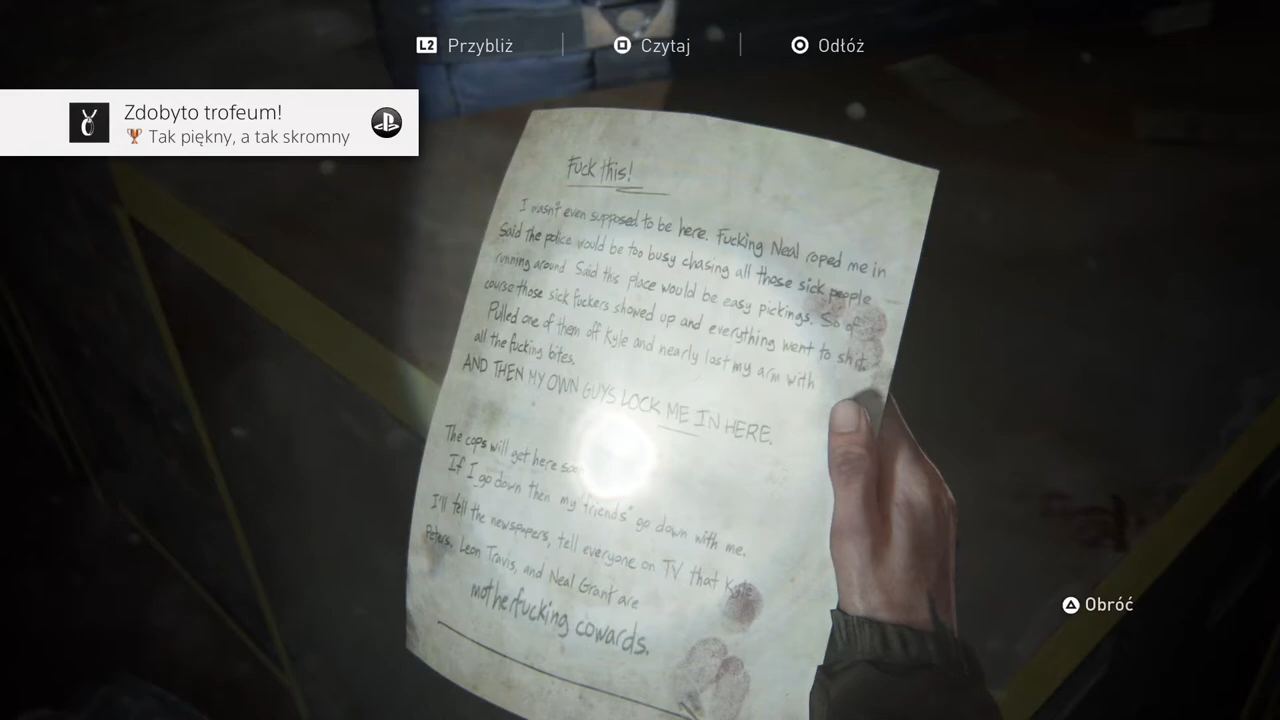 L2 Przybliż
Czytaj
Odłóż
Zdobyto trofeum!
Tak piękny, a tak skromny
Fuck this!
I wasn't even supposed to be here. Fucking Neal roped me in
Said the police would be too busy chasing all those sick people
running around. Said this place would be easy pickings. So of
course those sick fuckers showed up and everything went to shit.
Pulled one of them off Kyle and nearly lost my arm with
all the fucking bites.
AND THEN MY OWN GUYS LOCK ME IN HERE.
The cops will get here
If I go down then my "friends" go down with me.
I'll tell the newspapers, tell everyone on TV that Kyle
Peters, Leon Travis, and Neal Grant are
motherfucking cowards.
Obróć